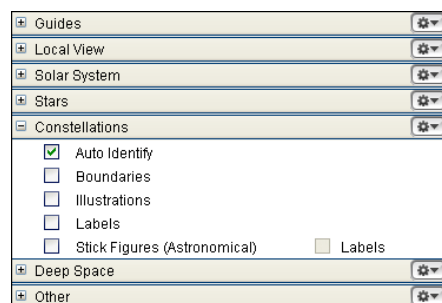 Guides
Local View
Solar System
Stars
Constellations
Auto Identify
Boundaries
Illustrations
Labels
Stick Figures (Astronomical) Labels
Deep Space
Other